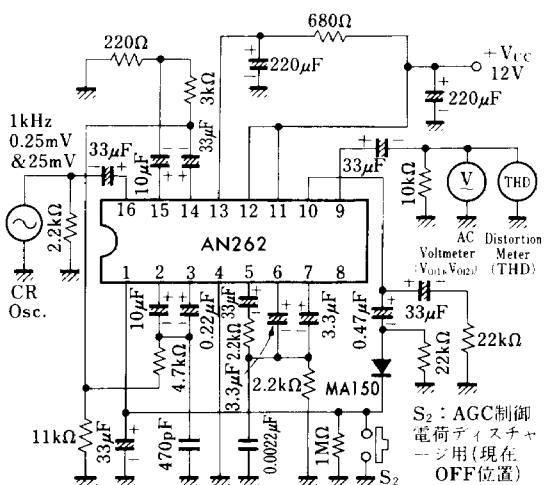 680Ω
220Ω
220μF
+VCC
12V
3kΩ
220μF
1kHz
0.25mV
&25mV
33μF
10μF
33μF
33μF
10kΩ
V
THD
2.2kΩ
16 15 14 13 12 11 10 9
AN262
1 2 3 4 5 6 7 8
CR
Osc.
AC
Voltmeter
(VO(1), VO(2))
Distortion
Meter
(THD)
10μF
0.22μF
33μF
3.3μF
0.47μF
33μF
4.7kΩ
2.2kΩ
3.3μF
2.2kΩ
MA150
22kΩ
22kΩ
11kΩ
33μF
470pF
0.0022μF
1MΩ
S2
S2:AGC制御
電荷ディスチャ
ージ用(現在
OFF位置)